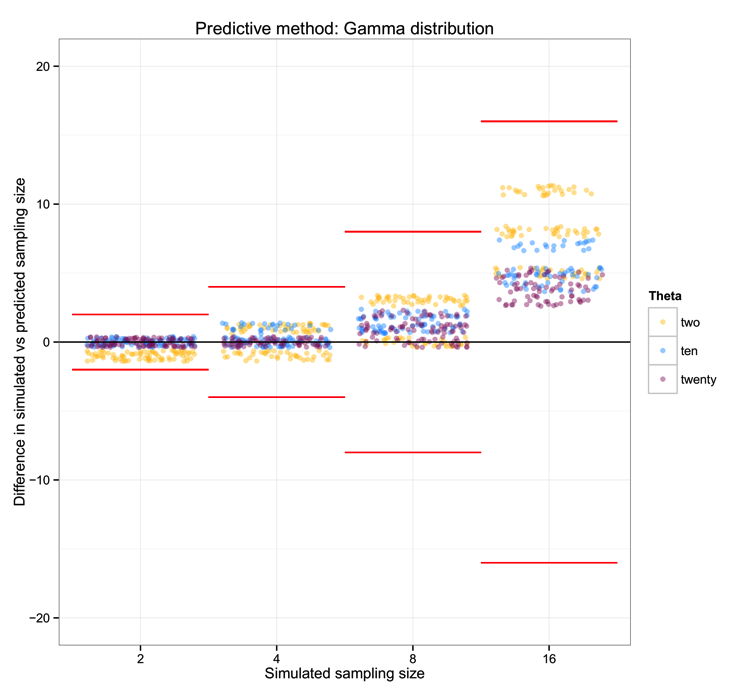 Predictive method: Gamma distribution
Difference in simulated vs predicted sampling size
20
10
0
−10
−20
2
4
8
16
Simulated sampling size
Theta
two
ten
twenty